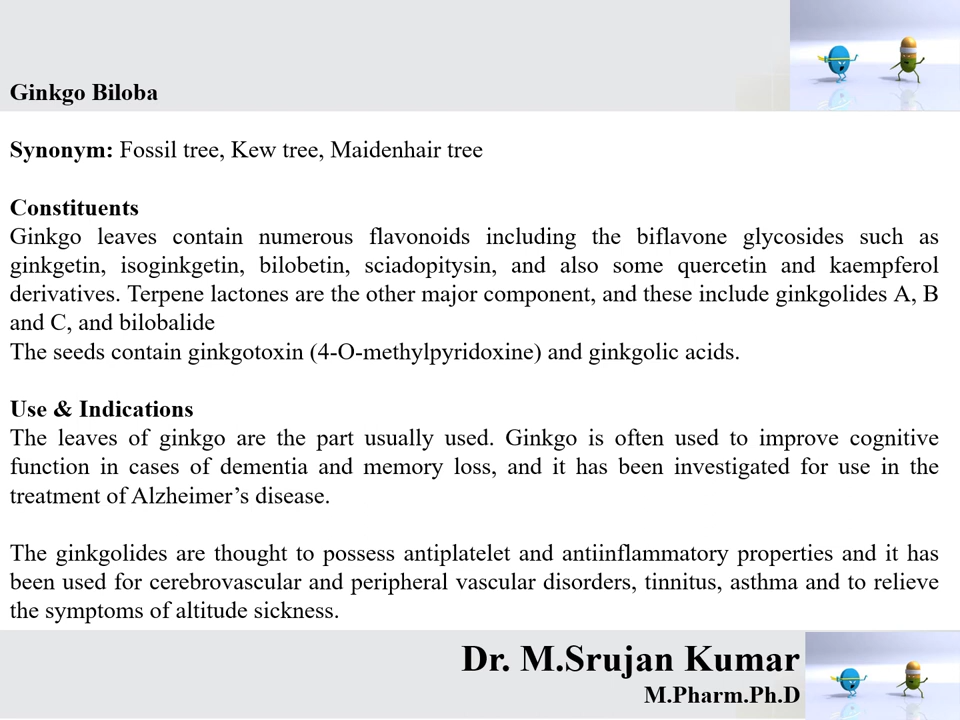 Ginkgo Biloba
Synonym: Fossil tree, Kew tree, Maidenhair tree
Constituents
Ginkgo leaves contain numerous flavonoids including the biflavone glycosides such as
ginkgetin, isoginkgetin, bilobetin, sciadopitysin, and also some quercetin and kaempferol
derivatives. Terpene lactones are the other major component, and these include ginkgolides A, B
and C, and bilobalide
The seeds contain ginkgotoxin (4-O-methylpyridoxine) and ginkgolic acids.
Use & Indications
The leaves of ginkgo are the part usually used. Ginkgo is often used to improve cognitive
function in cases of dementia and memory loss, and it has been investigated for use in the
treatment of Alzheimer’s disease.
The ginkgolides are thought to possess antiplatelet and antiinflammatory properties and it has
been used for cerebrovascular and peripheral vascular disorders, tinnitus, asthma and to relieve
the symptoms of altitude sickness.
Dr. M.Srujan Kumar
M.Pharm.Ph.D